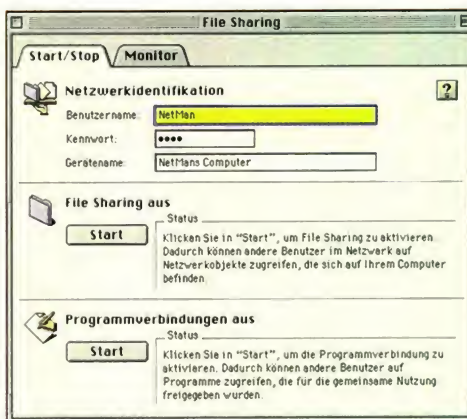 File Sharing
Start/Stop
Monitor
Netzwerkidentifikation
?
Benutzername:
NetMan
Kennwort:
••••
Gerätename:
NetMans Computer
File Sharing aus
Start
Status
Klicken Sie in "Start", um File Sharing zu aktivieren.
Dadurch können andere Benutzer im Netzwerk auf
Netzwerkobjekte zugreifen, die sich auf Ihrem Computer
befinden.
Programmverbindungen aus
Start
Status
Klicken Sie in "Start", um die Programmverbindung zu
aktivieren. Dadurch können andere Benutzer auf
Programme zugreifen, die für die gemeinsame Nutzung
freigegeben wurden.